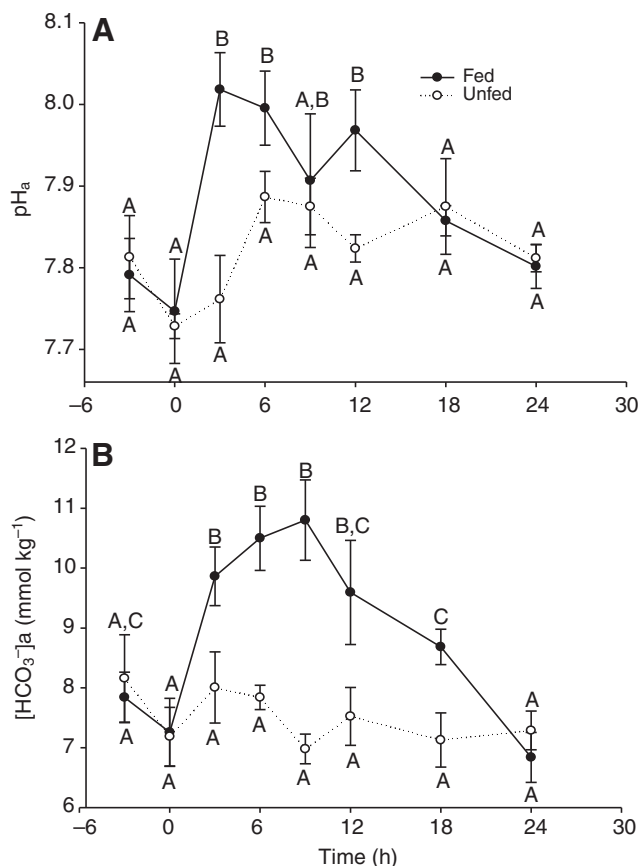 A
8.1
8.0
7.9
7.8
7.7
pHₐ
B
B
A,B
B
A
A
A
A
A
A
A
A
A
A
A
A
Fed
Unfed
–6 0 6 12 18 24 30
B
12
11
10
9
8
7
6
[HCO₃⁻]a (mmol kg⁻¹)
A,C
A
B
B
B
B,C
C
A
A
A
A
A
A
A
A
A
–6 0 6 12 18 24 30
Time (h)